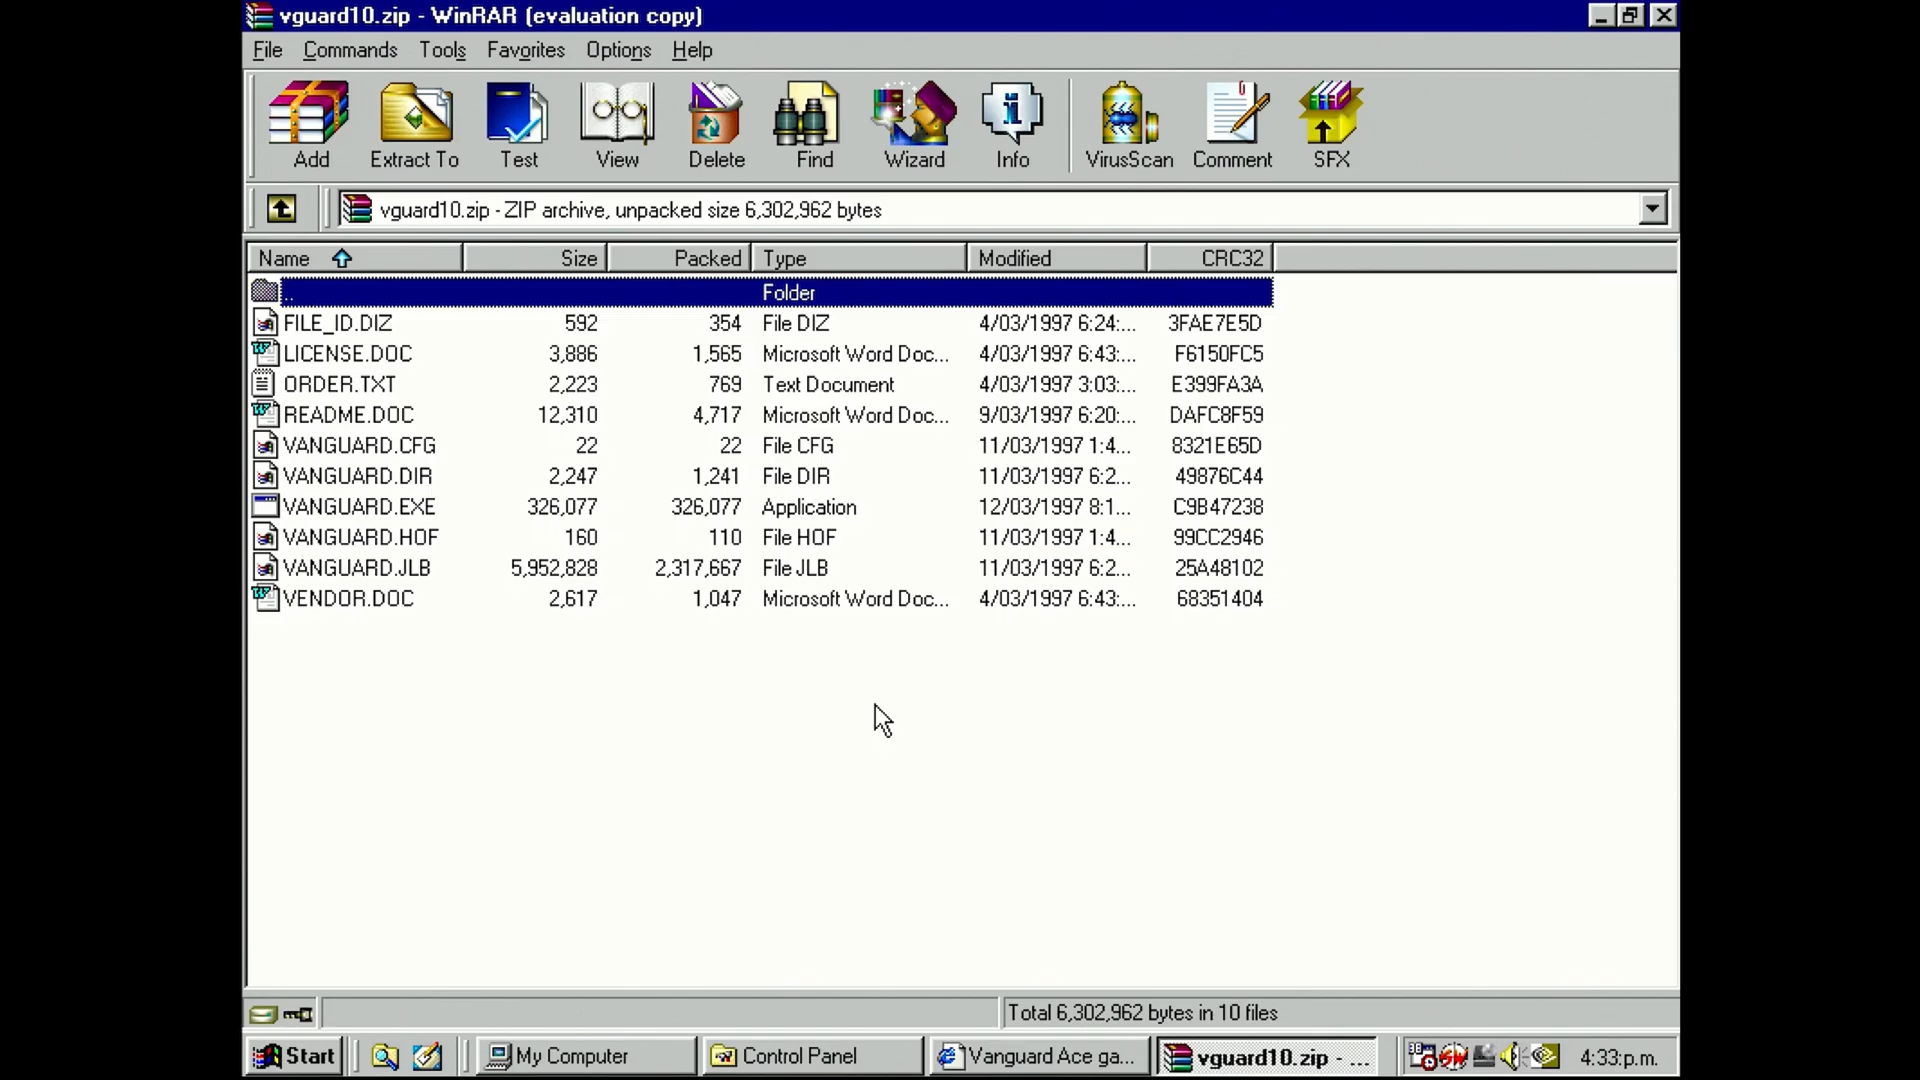 vguard10.zip - WinRAR (evaluation copy)
File Commands Tools Favorites Options Help
Add Extract To Test View Delete Find Wizard Info VirusScan Comment SFX
vguard10.zip - ZIP archive, unpacked size 6,302,962 bytes
Name Size Packed Type Modified CRC32
.. Folder
FILE_ID.DIZ 592 354 File DIZ 4/03/1997 6:24:... 3FAE7E5D
LICENSE.DOC 3,886 1,565 Microsoft Word Doc... 4/03/1997 6:43:... F6150FC5
ORDER.TXT 2,223 769 Text Document 4/03/1997 3:03:... E399FA3A
README.DOC 12,310 4,717 Microsoft Word Doc... 9/03/1997 6:20:... DAFC8F59
VANGUARD.CFG 22 22 File CFG 11/03/1997 1:4... 8321E65D
VANGUARD.DIR 2,247 1,241 File DIR 11/03/1997 6:2... 49876C44
VANGUARD.EXE 326,077 326,077 Application 12/03/1997 8:1... C9B47238
VANGUARD.HOF 160 110 File HOF 11/03/1997 1:4... 99CC2946
VANGUARD.JLB 5,952,828 2,317,667 File JLB 11/03/1997 6:2... 25A48102
VENDOR.DOC 2,617 1,047 Microsoft Word Doc... 4/03/1997 6:43:... 68351404
Total 6,302,962 bytes in 10 files
Start My Computer Control Panel Vanguard Ace ga... vguard10.zip - ... 4:33:p.m.